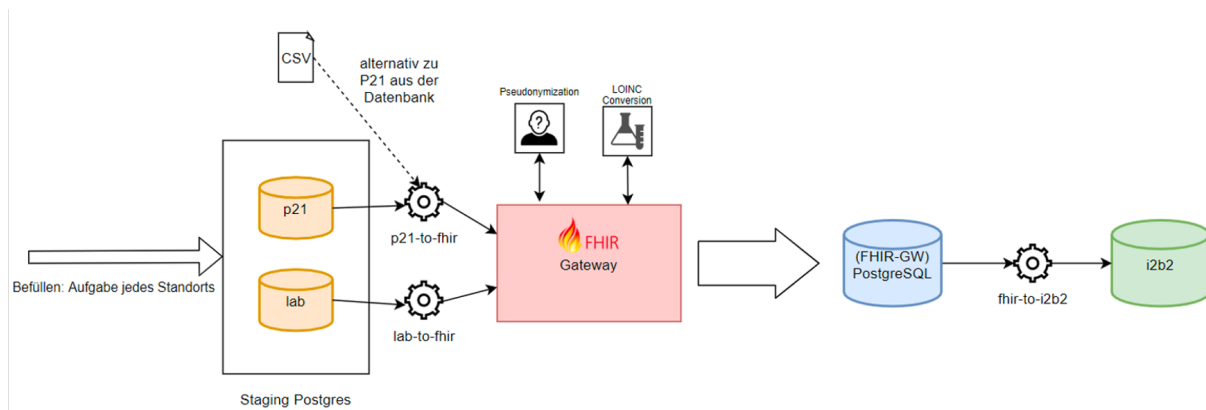 CSV
alternativ zu
P21 aus der
Datenbank
Pseudonymization
?
LOINC
Conversion
p21
p21-to-fhir
FHIR
Gateway
(FHIR-GW)
PostgreSQL
i2b2
fhir-to-i2b2
Befüllen: Aufgabe jedes Standorts
lab
lab-to-fhir
Staging Postgres